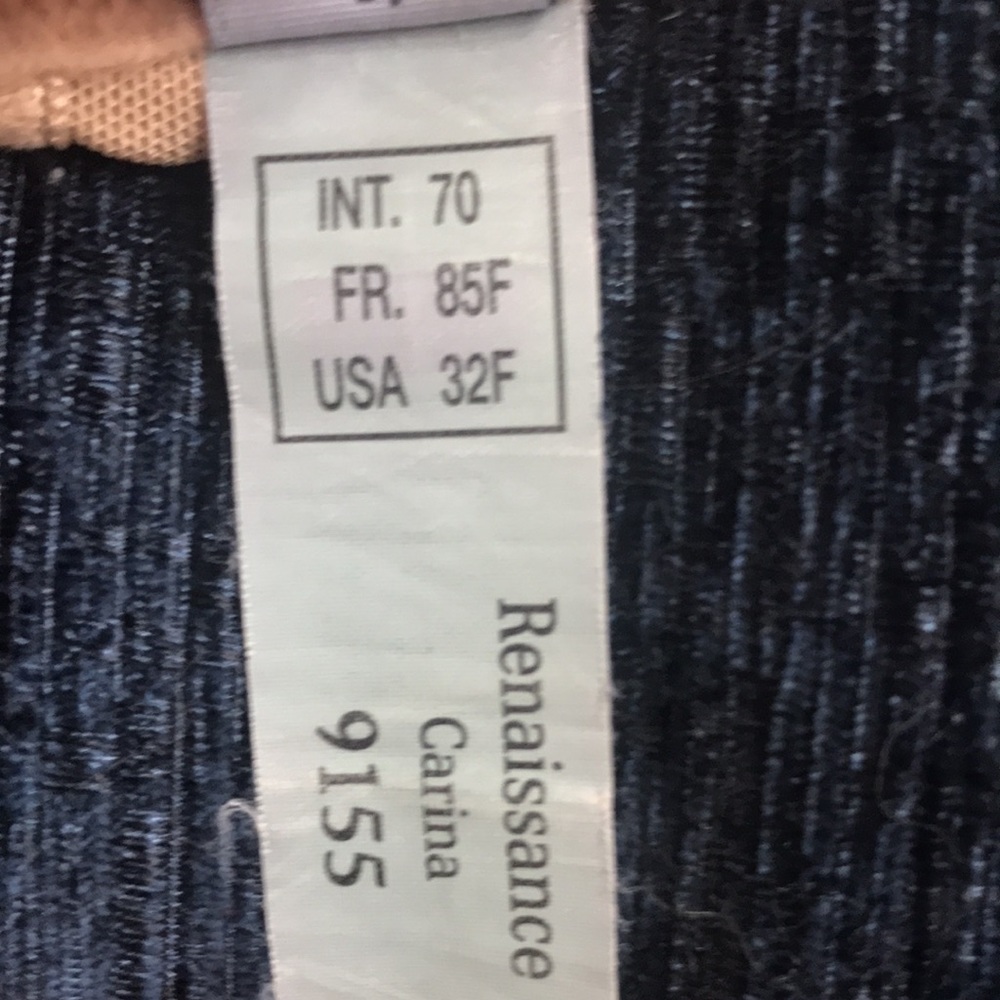 INT. 70
FR. 85F
USA 32F
Renaissance
Carina
9155